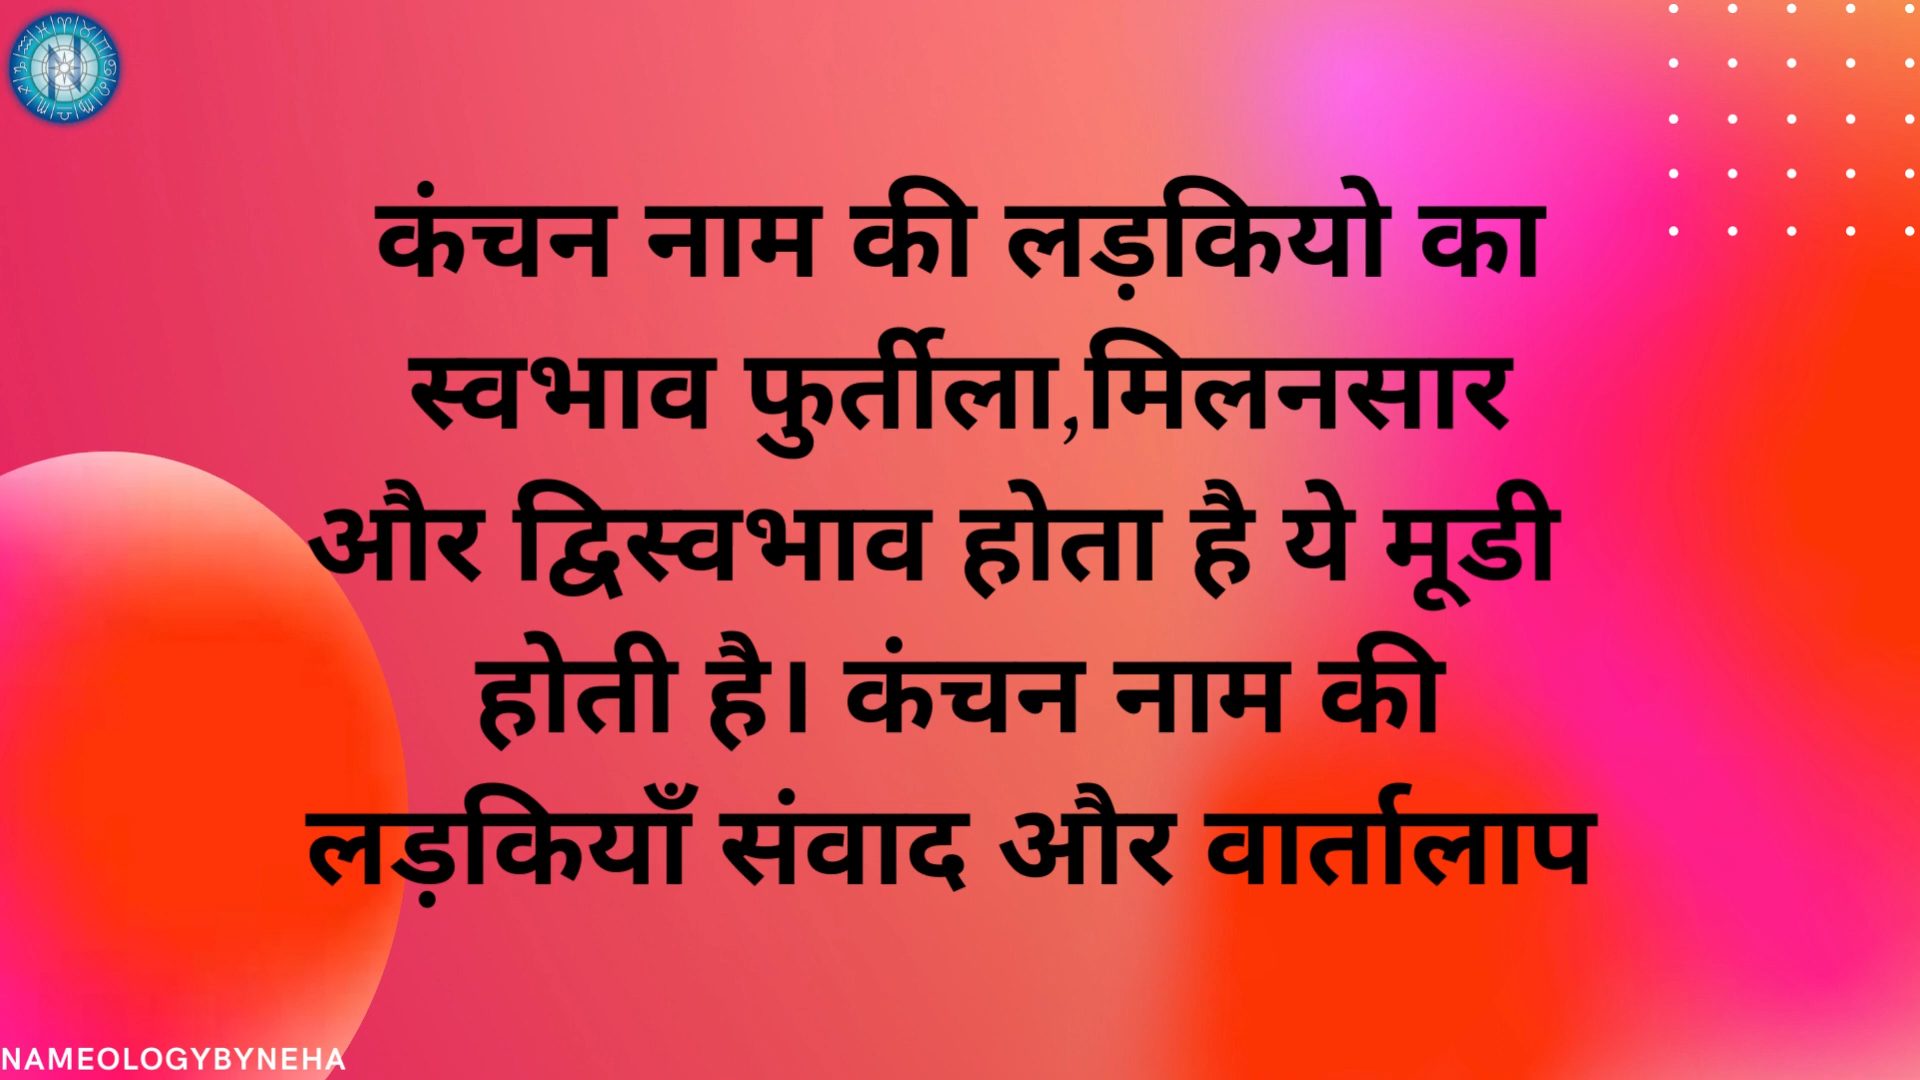 कंचन नाम की लड़कियो का
स्वभाव फुर्तीला,मिलनसार
और द्विस्वभाव होता है ये मूडी
होती है। कंचन नाम की
लड़कियाँ संवाद और वार्तालाप
NAMEOLOGYBYNEHA